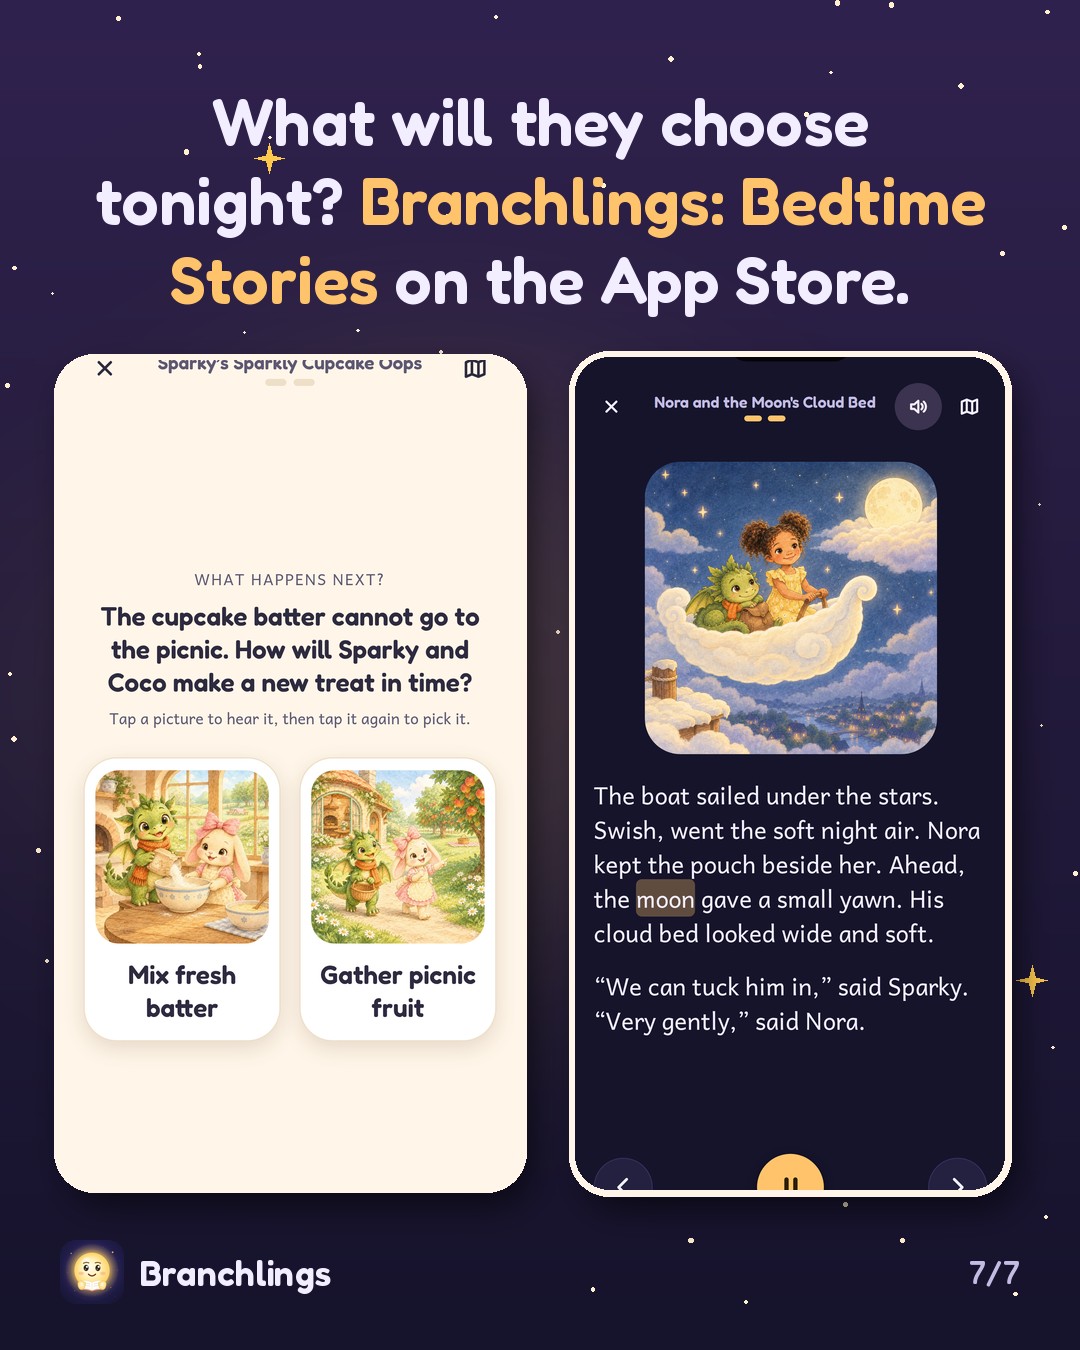 What will they choose
tonight? Branchlings: Bedtime
Stories on the App Store.
Sparky's Sparkly Cupcake Oops
WHAT HAPPENS NEXT?
The cupcake batter cannot go to
the picnic. How will Sparky and
Coco make a new treat in time?
Tap a picture to hear it, then tap it again to pick it.
Mix fresh
batter
Gather picnic
fruit
Nora and the Moon's Cloud Bed
The boat sailed under the stars.
Swish, went the soft night air. Nora
kept the pouch beside her. Ahead,
the moon gave a small yawn. His
cloud bed looked wide and soft.
“We can tuck him in,” said Sparky.
“Very gently,” said Nora.
Branchlings
7/7